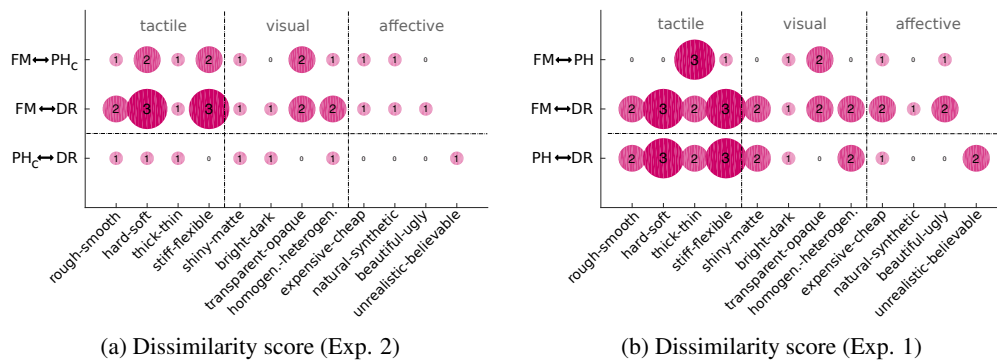 tactile visual affective
FM↔PH_C 1 2 1 2 1 0 2 1 1 1 0
FM↔DR 2 3 1 3 1 1 2 2 1 1 1
PH_C↔DR 1 1 1 0 1 1 0 1 0 0 0 1
rough-smooth
hard-soft
thick-thin
stiff-flexible
shiny-matte
bright-dark
transparent-opaque
homogen.-heterogen.
expensive-cheap
natural-synthetic
beautiful-ugly
unrealistic-believable
(a) Dissimilarity score (Exp. 2)
tactile visual affective
FM↔PH 0 0 3 1 0 1 2 0 1 0 1
FM↔DR 2 3 2 3 2 1 2 2 2 1 2
PH↔DR 2 3 2 3 2 1 0 2 1 0 0 2
rough-smooth
hard-soft
thick-thin
stiff-flexible
shiny-matte
bright-dark
transparent-opaque
homogen.-heterogen.
expensive-cheap
natural-synthetic
beautiful-ugly
unrealistic-believable
(b) Dissimilarity score (Exp. 1)